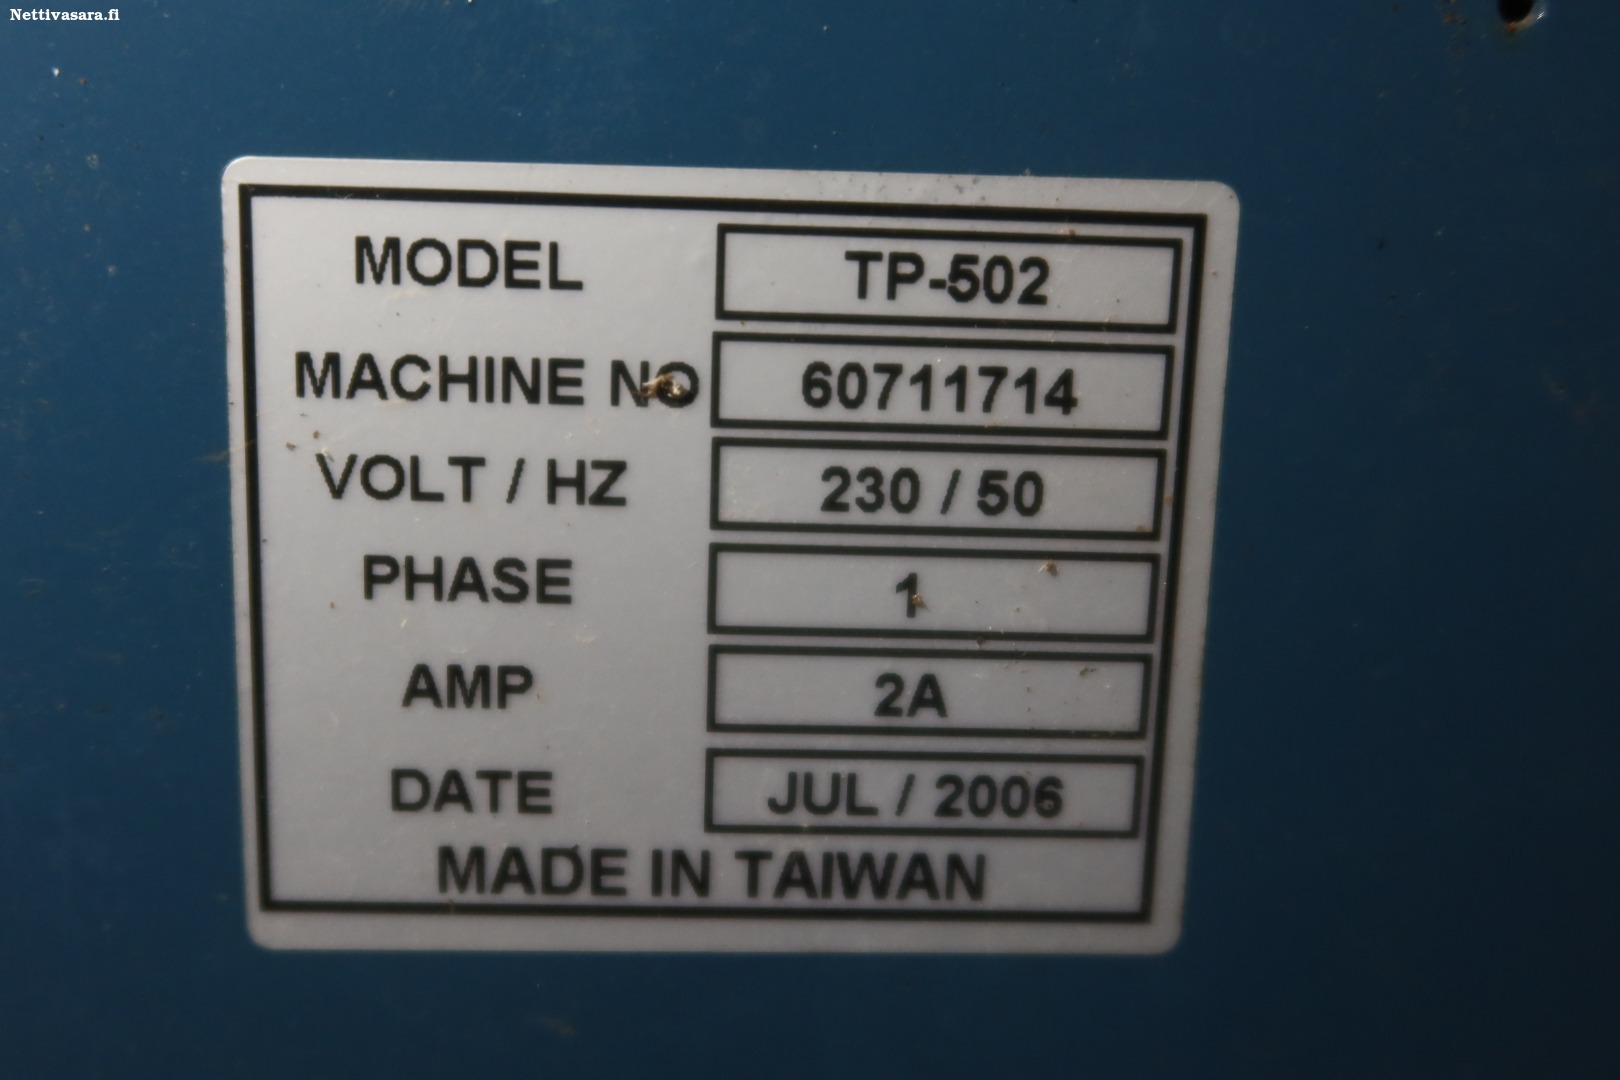 Nettivasara.fi
MODEL TP-502
MACHINE NO 60711714
VOLT / HZ 230 / 50
PHASE 1
AMP 2A
DATE JUL / 2006
MADE IN TAIWAN